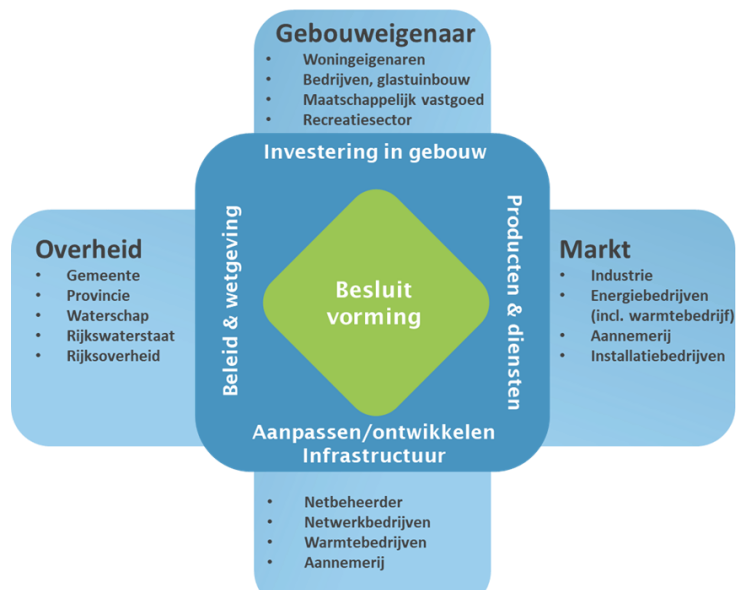 Gebouweigenaar
• Woningeigenaren
• Bedrijven, glastuinbouw
• Maatschappelijk vastgoed
• Recreatiesector
Investering in gebouw
Overheid
• Gemeente
• Provincie
• Waterschap
• Rijkswaterstaat
• Rijksoverheid
Beleid & wetgeving
Besluit
vorming
Producten & diensten
Markt
• Industrie
• Energiebedrijven
(incl. warmtebedrijf)
• Aannemerij
• Installatiebedrijven
Aanpassen/ontwikkelen
Infrastructuur
• Netbeheerder
• Netwerkbedrijven
• Warmtebedrijven
• Aannemerij